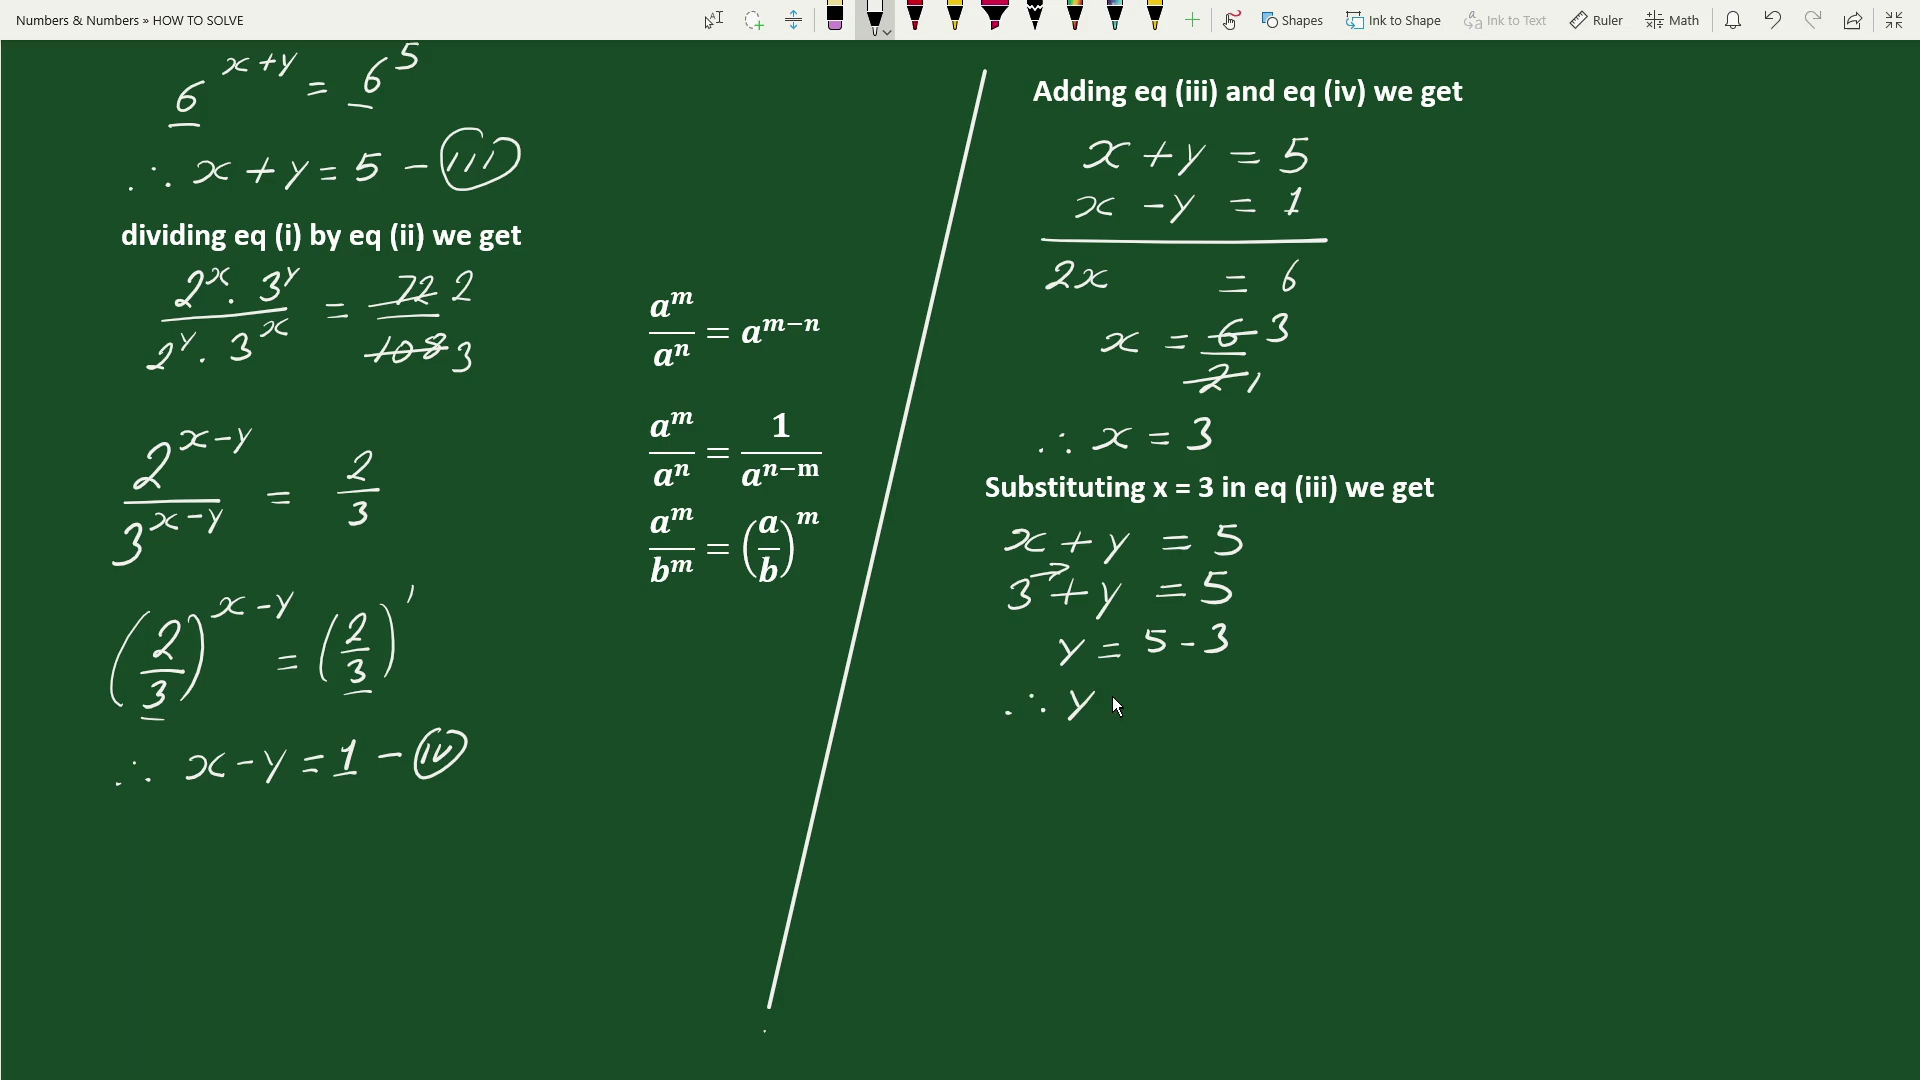 Numbers & Numbers » HOW TO SOLVE
Shapes Ink to Shape Ink to Text Ruler Math
6^(x+y) = 6^5
∴ x + y = 5 – (iii)
dividing eq (i) by eq (ii) we get
(2^x · 3^y)/(2^y · 3^x) = 72/108 2/3
2^(x-y)/3^(x-y) = 2/3
(2/3)^(x-y) = (2/3)^1
∴ x - y = 1 – (iv)
a^m/a^n = a^(m−n)
a^m/a^n = 1/a^(n−m)
a^m/b^m = (a/b)^m
Adding eq (iii) and eq (iv) we get
x + y = 5
x - y = 1
2x = 6
x = 6/2 3/1
∴ x = 3
Substituting x = 3 in eq (iii) we get
x + y = 5
3 + y = 5
y = 5 - 3
∴ y